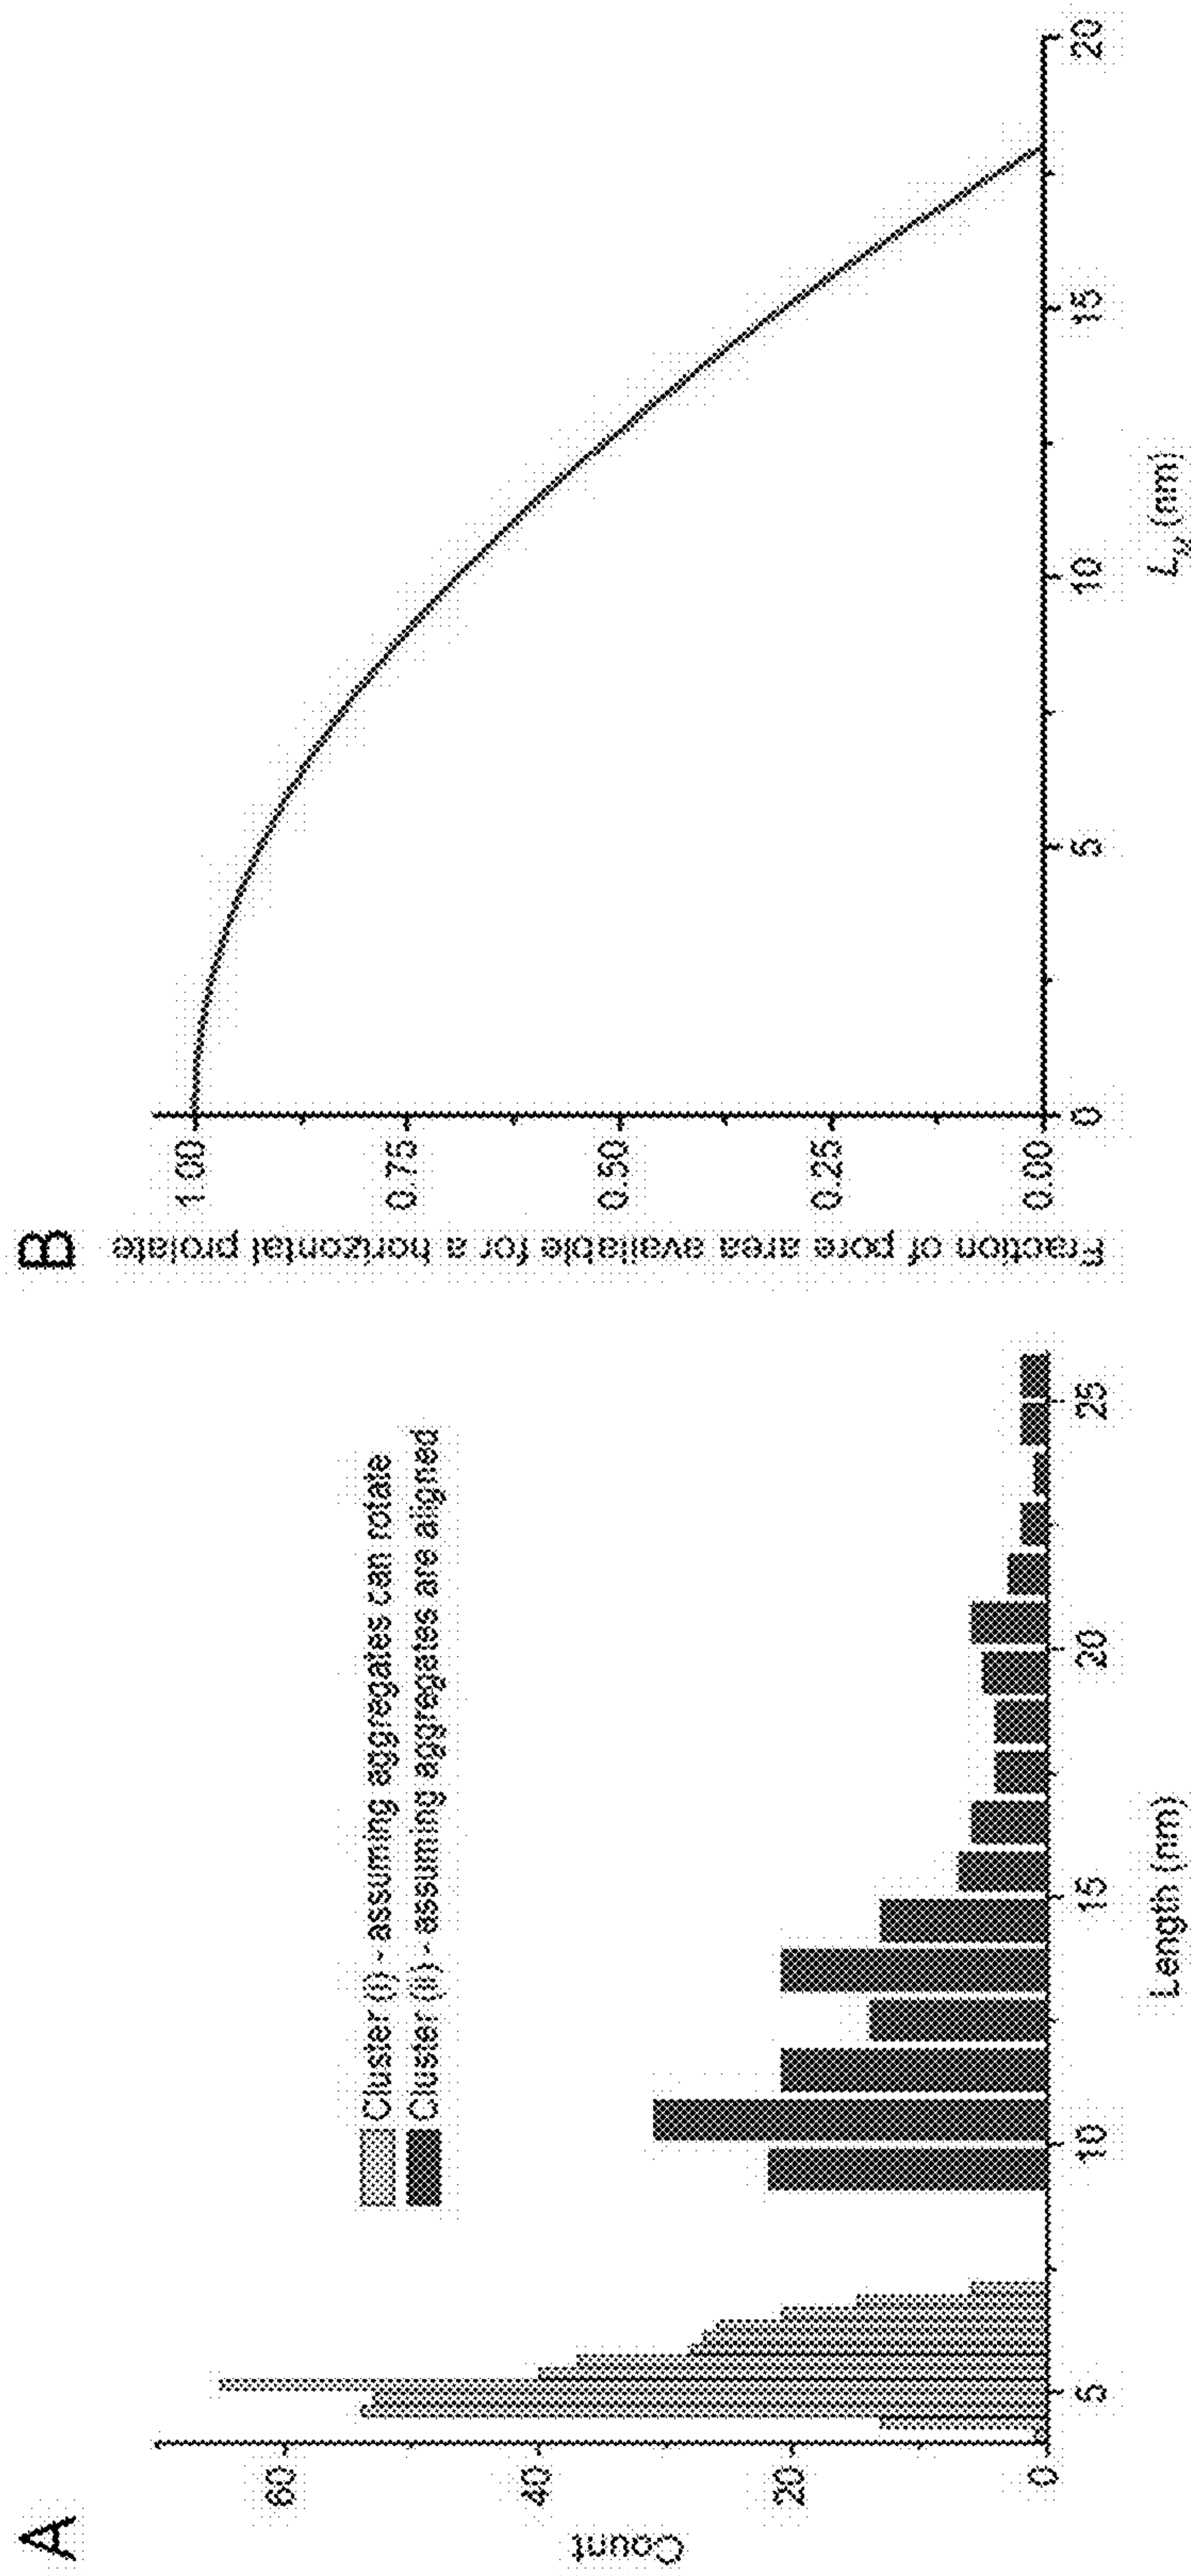 A
Count
60
40
20
0
Cluster (i) - assuming aggregates can rotate
Cluster (ii) - assuming aggregates are aligned
5
10
15
20
25
Length (nm)
B
Fraction of pore area available for a horizontal prolate
1.00
0.75
0.50
0.25
0.00
0
5
10
15
20
(nm)